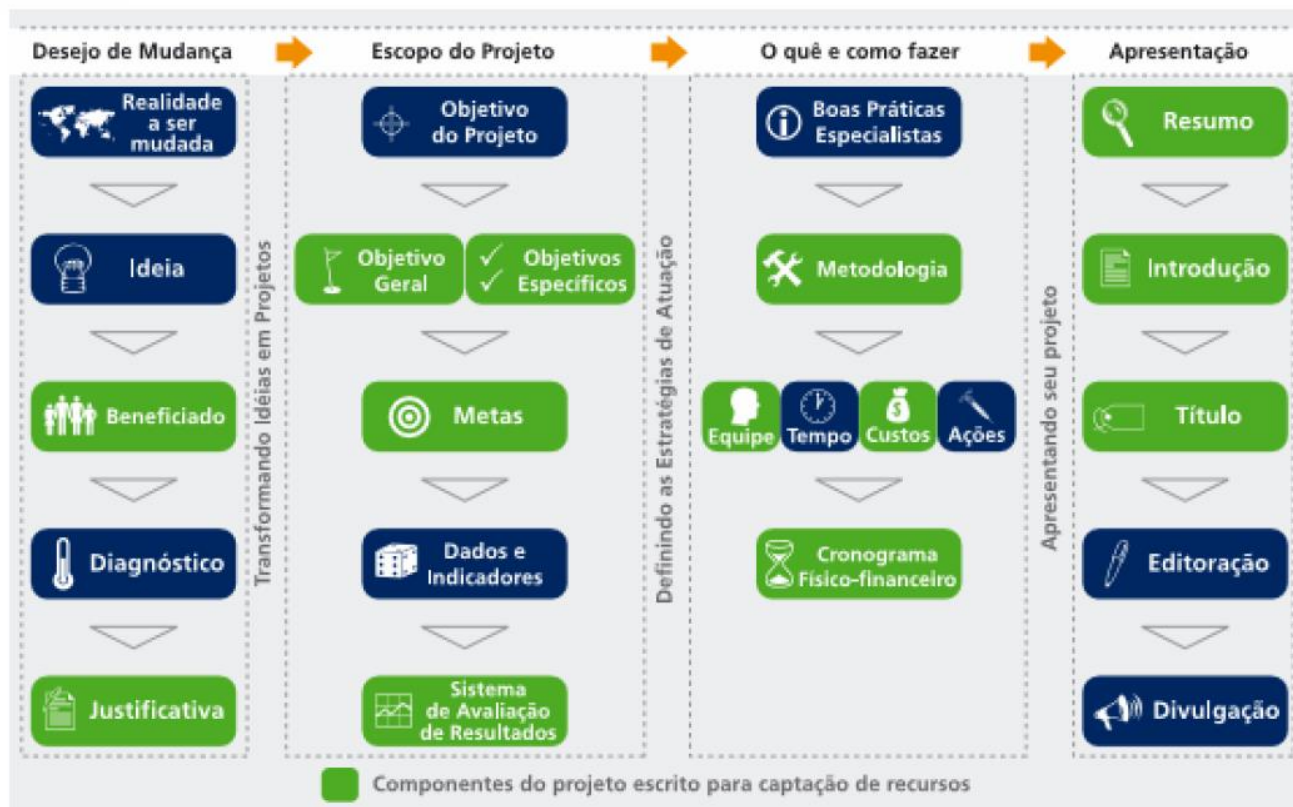 Desejo de Mudança
Escopo do Projeto
O quê e como fazer
Apresentação
Realidade
a ser
mudada
Ideia
Beneficiado
Diagnóstico
Justificativa
Transformando Idéias em Projetos
Objetivo
do Projeto
Objetivo
Geral
Objetivos
Específicos
Metas
Dados e
Indicadores
Sistema
de Avaliação
de Resultados
Definindo as Estratégias de Atuação
Boas Práticas
Especialistas
Metodologia
Equipe
Tempo
Custos
Ações
Cronograma
Físico-financeiro
Apresentando seu projeto
Resumo
Introdução
Título
Editoração
Divulgação
Componentes do projeto escrito para captação de recursos